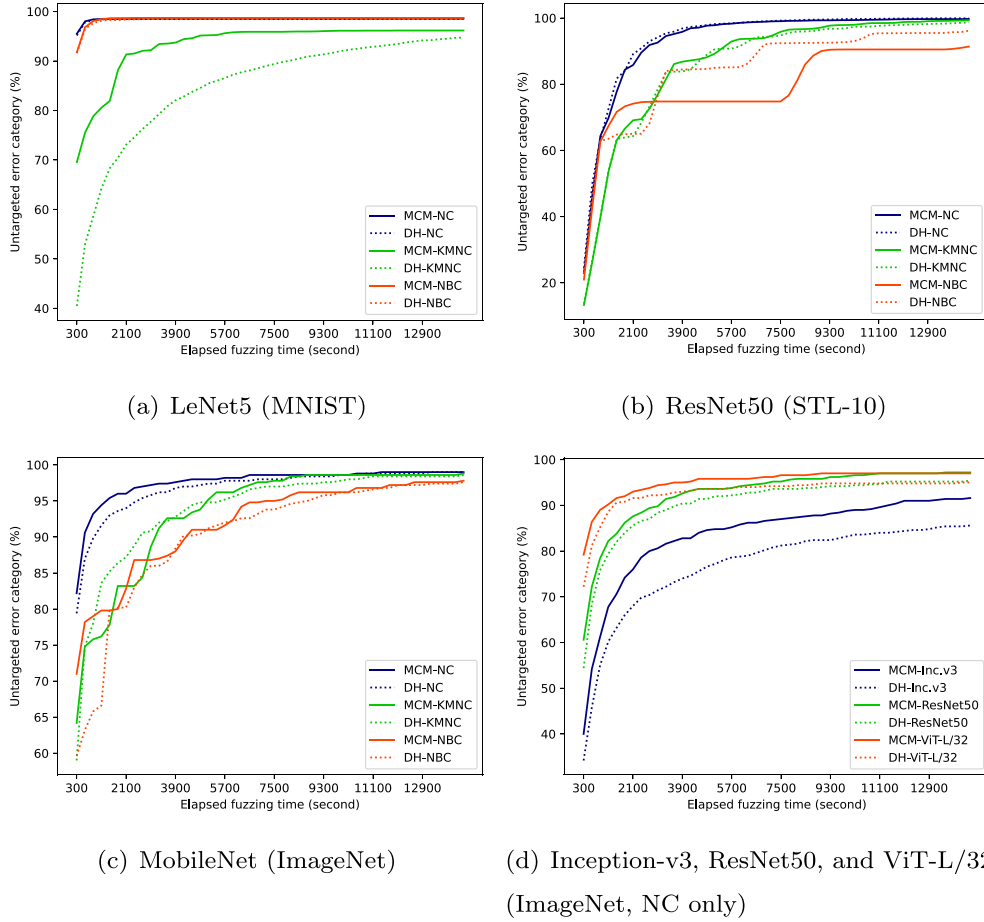 Untargeted error category (%)
100
90
80
70
60
50
40
300 2100 3900 5700 7500 9300 11100 12900
Elapsed fuzzing time (second)
MCM-NC
DH-NC
MCM-KMNC
DH-KMNC
MCM-NBC
DH-NBC
(a) LeNet5 (MNIST)
Untargeted error category (%)
100
80
60
40
20
300 2100 3900 5700 7500 9300 11100 12900
Elapsed fuzzing time (second)
MCM-NC
DH-NC
MCM-KMNC
DH-KMNC
MCM-NBC
DH-NBC
(b) ResNet50 (STL-10)
Untargeted error category (%)
100
95
90
85
80
75
70
65
60
300 2100 3900 5700 7500 9300 11100 12900
Elapsed fuzzing time (second)
MCM-NC
DH-NC
MCM-KMNC
DH-KMNC
MCM-NBC
DH-NBC
(c) MobileNet (ImageNet)
Untargeted error category (%)
100
90
80
70
60
50
40
300 2100 3900 5700 7500 9300 11100 12900
Elapsed fuzzing time (second)
MCM-Inc.v3
DH-Inc.v3
MCM-ResNet50
DH-ResNet50
MCM-ViT-L/32
DH-ViT-L/32
(d) Inception-v3, ResNet50, and ViT-L/32
(ImageNet, NC only)